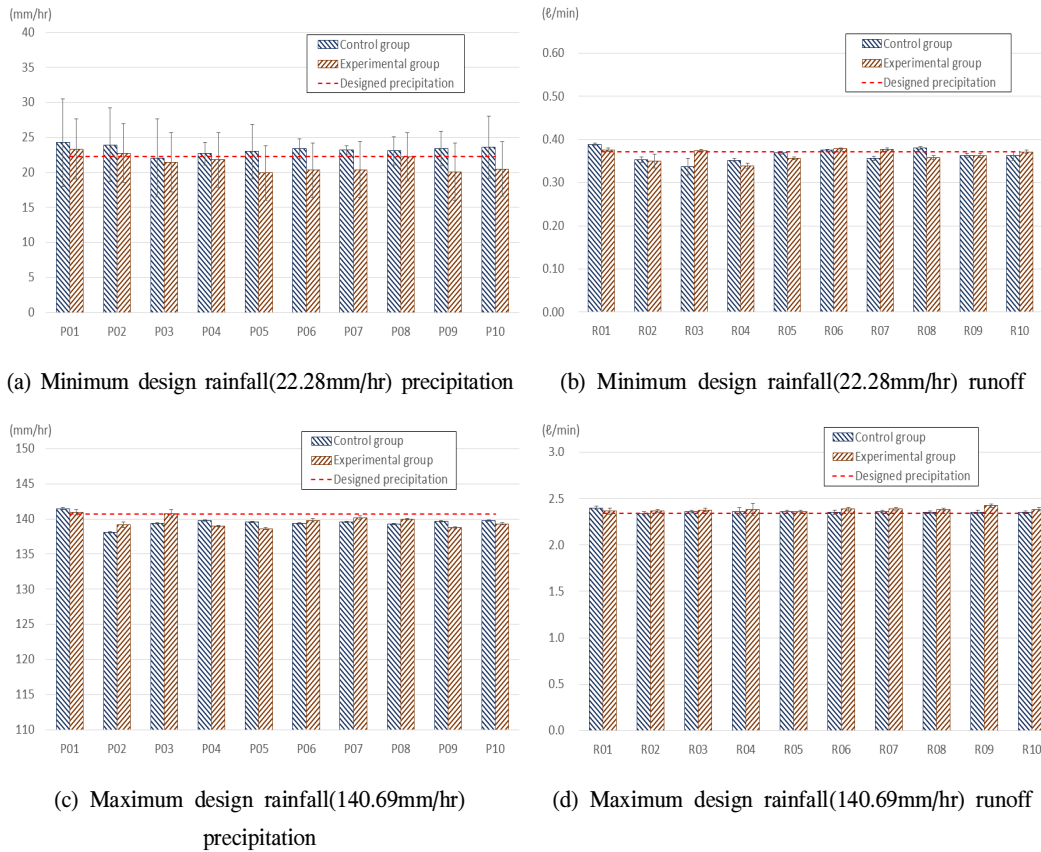 (mm/hr)
40
35
30
25
20
15
10
5
0
Control group
Experimental group
Designed precipitation
P01 P02 P03 P04 P05 P06 P07 P08 P09 P10
(a) Minimum design rainfall(22.28mm/hr) precipitation
(ℓ/min)
0.60
0.50
0.40
0.30
0.20
0.10
0.00
Control group
Experimental group
Designed precipitation
R01 R02 R03 R04 R05 R06 R07 R08 R09 R10
(b) Minimum design rainfall(22.28mm/hr) runoff
(mm/hr)
150
145
140
135
130
125
120
115
110
Control group
Experimental group
Designed precipitation
P01 P02 P03 P04 P05 P06 P07 P08 P09 P10
(c) Maximum design rainfall(140.69mm/hr)
precipitation
(ℓ/min)
3.0
2.5
2.0
1.5
1.0
0.5
0.0
Control group
Experimental group
Designed precipitation
R01 R02 R03 R04 R05 R06 R07 R08 R09 R10
(d) Maximum design rainfall(140.69mm/hr) runoff